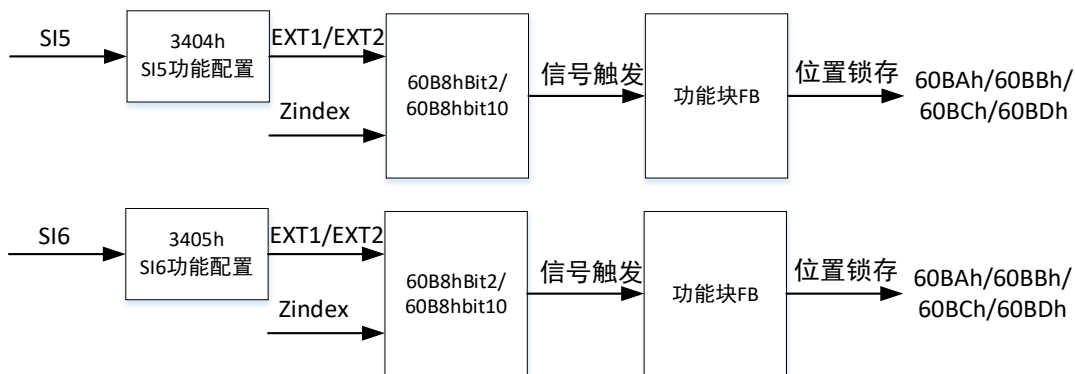 SI5
3404h
SI5功能配置
EXT1/EXT2
Zindex
60B8hBit2/
60B8hbit10
信号触发
功能块FB
位置锁存
60BAh/60BBh/
60BCh/60BDh
SI6
3405h
SI6功能配置
EXT1/EXT2
Zindex
60B8hBit2/
60B8hbit10
信号触发
功能块FB
位置锁存
60BAh/60BBh/
60BCh/60BDh